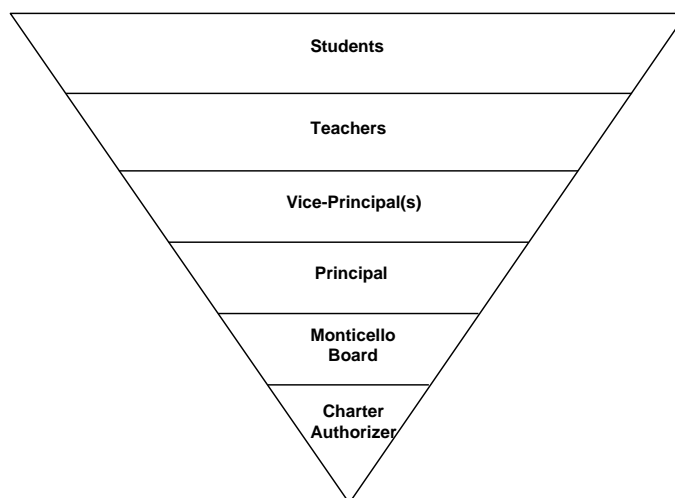 Students
Teachers
Vice-Principal(s)
Principal
Monticello
Board
Charter
Authorizer